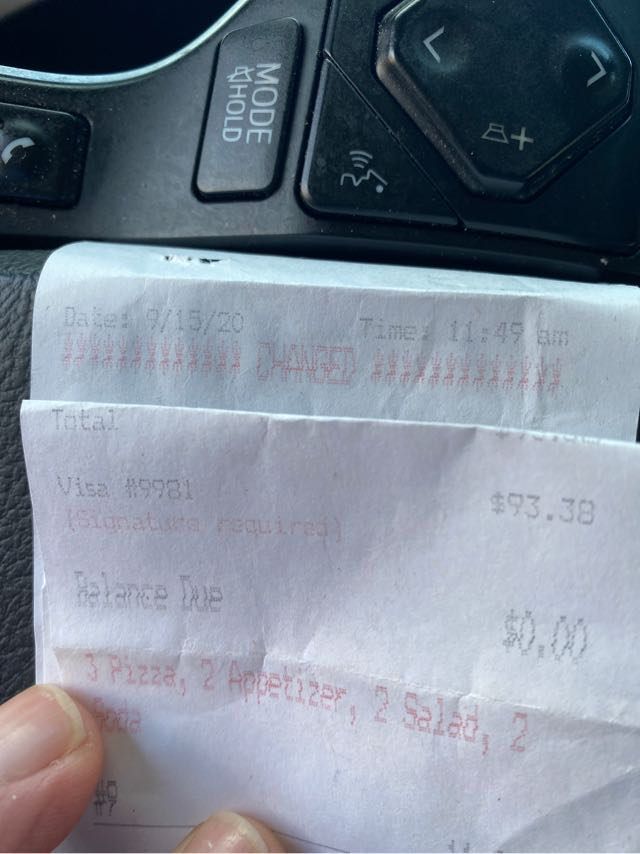 MODE
HOLD
Date: 9/15/20 Time: 11:49 am
************ CHANGED *************
Total
Visa #9981 $93.38
(Signature required)
Balance Due $0.00
3 Pizza, 2 Appetizer, 2 Salad, 2
Soda